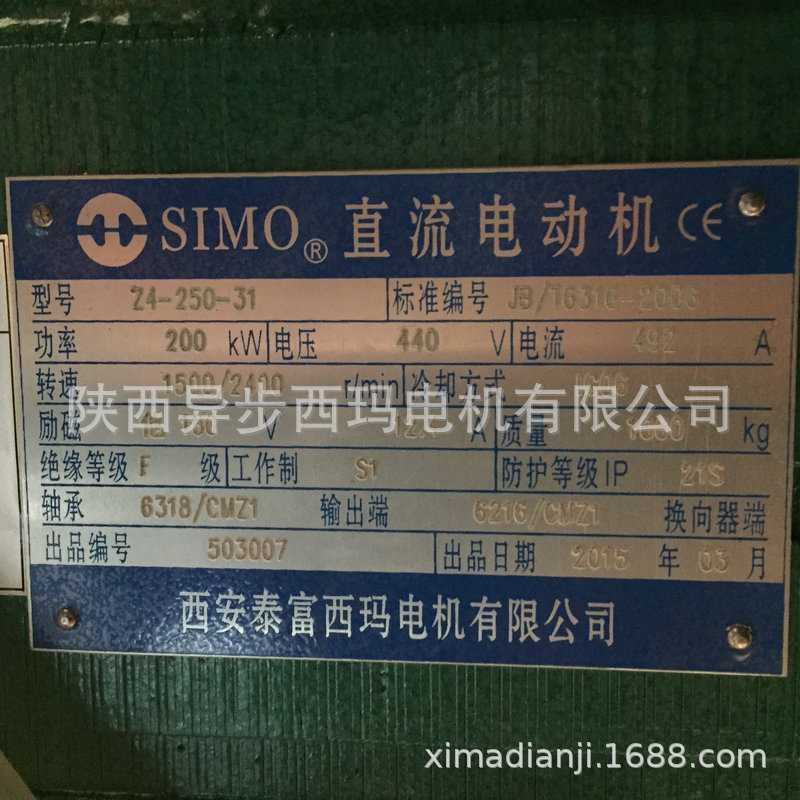 SIMO® 直流电动机 CE
型号 Z4-250-31 标准编号 JB/T6316-2006
功率 200 kW 电压 440 V 电流 492 A
转速 1500/2400 r/min 冷却方式
陕西异步西玛电机有限公司
励磁 V A 质量 kg
绝缘等级 F 级 工作制 S1 防护等级IP 21S
轴承 6318/CMZ1 输出端 6216/CMZ1 换向器端
出品编号 503007 出品日期 2015 年 03 月
西安泰富西玛电机有限公司
ximadianji.1688.com